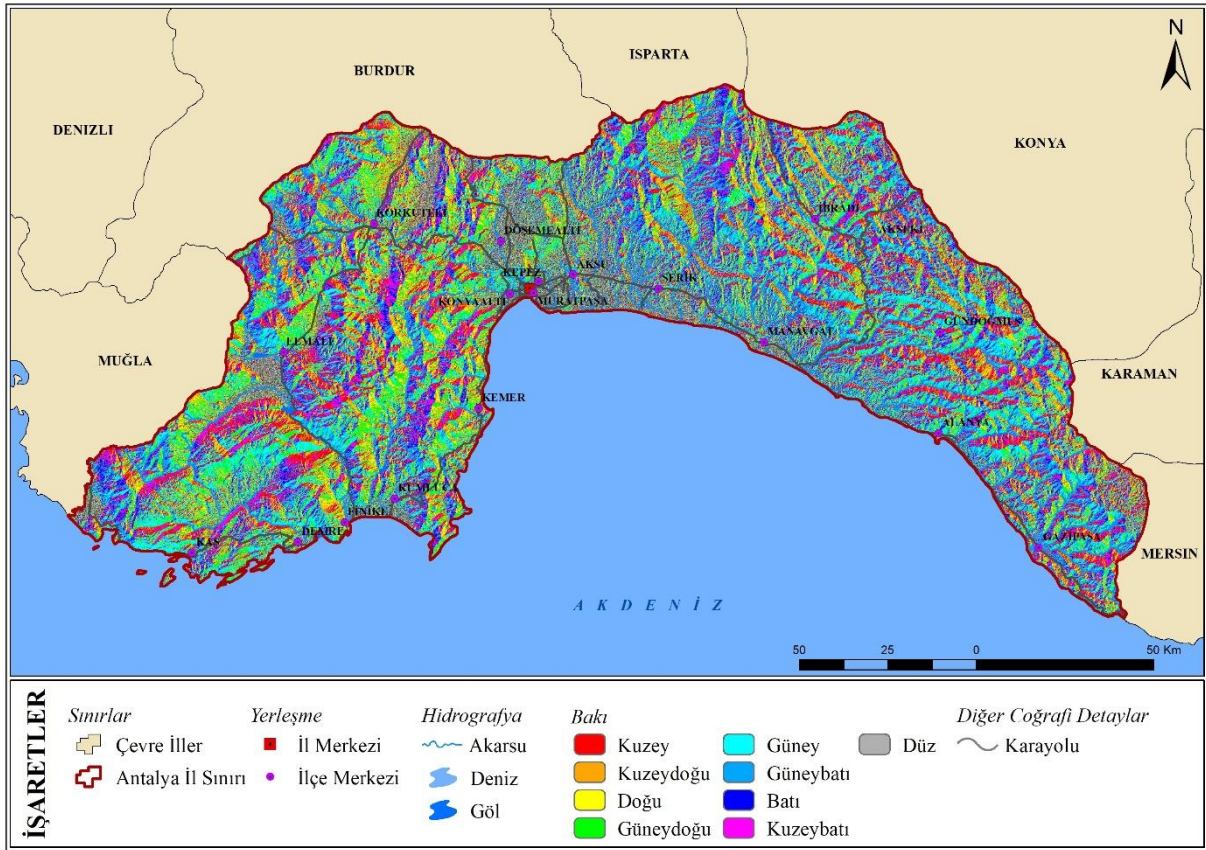 N
ISPARTA
BURDUR
DENIZLI
KONYA
İBRADI
KORKUTELİ
AKSEKİ
DÖŞEMEALTI
KEPEZ
AKSU
SERİK
KONYAALTI
MURATPAŞA
GÜNDOĞMUŞ
MANAVGAT
ELMALI
MUĞLA
KARAMAN
KEMER
ALANYA
KUMLUCA
FİNİKE
DEMRE
KAŞ
GAZİPAŞA
MERSIN
AKDENİZ
50 25 0 50 Km
İŞARETLER
Sınırlar
Çevre İller
Antalya İl Sınırı
Yerleşme
İl Merkezi
İlçe Merkezi
Hidrografya
Akarsu
Deniz
Göl
Bakı
Kuzey
Kuzeydoğu
Doğu
Güneydoğu
Güney
Güneybatı
Batı
Kuzeybatı
Düz
Diğer Coğrafi Detaylar
Karayolu